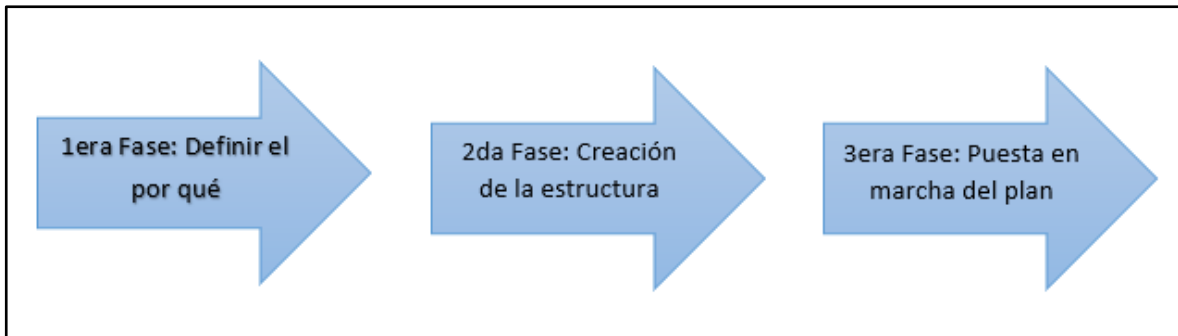 1era Fase: Definir el
por qué
2da Fase: Creación
de la estructura
3era Fase: Puesta en
marcha del plan